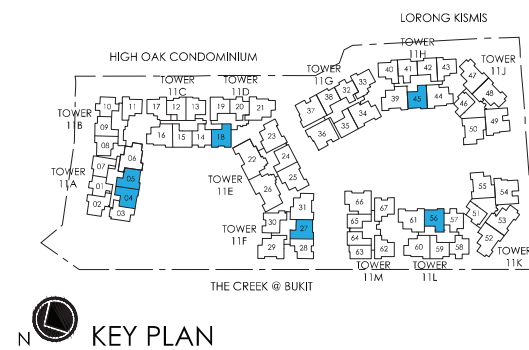 LORONG KISMIS
HIGH OAK CONDOMINIUM
TOWER
11H
TOWER
11J
TOWER
11G
TOWER
11C
TOWER
11D
TOWER
11B
TOWER
11A
TOWER
11E
TOWER
11F
TOWER
11M
TOWER
11L
TOWER
11K
40 41 42 43
39 45 44
47
48
46
49
50
33
32
38
37
34
35
36
10 11
09
08
07
06
05
04
03
01
02
17 12 13
16 15 14 18
19 20 21
23
22
24
25
26
31
30
27
29 28
66
67
65
64
63 62
61 56 57
60 59 58
55
54
51
53
52
THE CREEK @ BUKIT
N
KEY PLAN